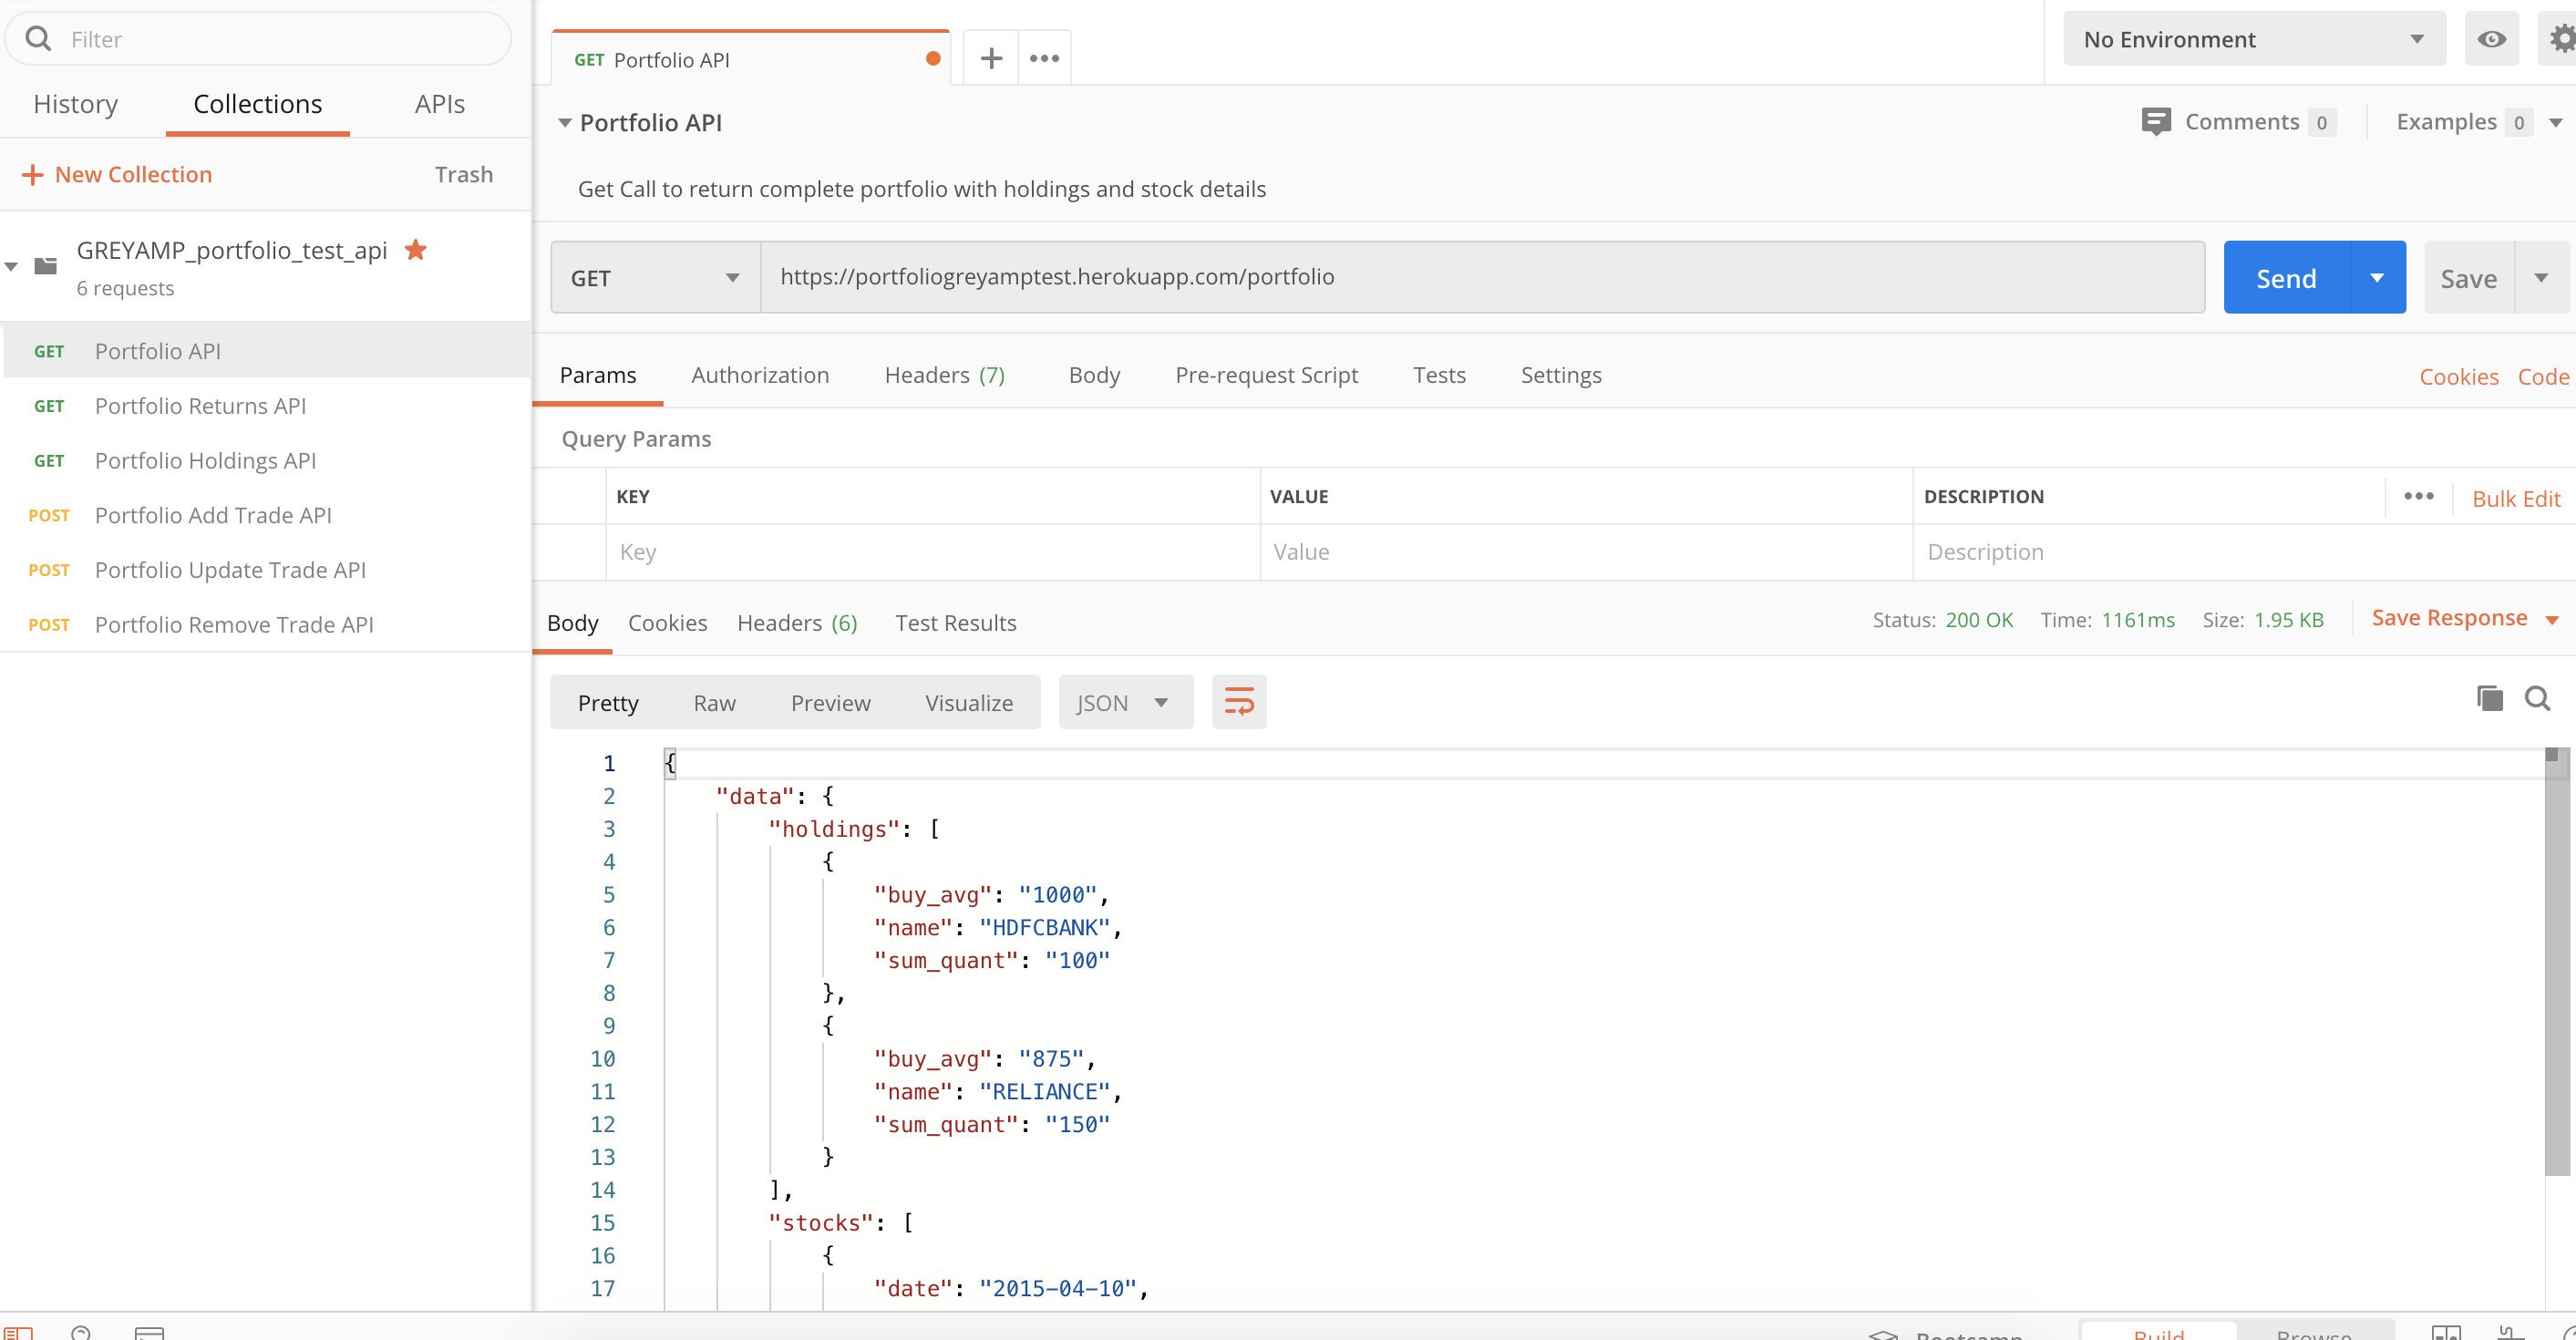 Filter
History Collections APIs
+ New Collection Trash
GREYAMP_portfolio_test_api
6 requests
GET Portfolio API
GET Portfolio Returns API
GET Portfolio Holdings API
POST Portfolio Add Trade API
POST Portfolio Update Trade API
POST Portfolio Remove Trade API
GET Portfolio API
No Environment
Portfolio API
Comments 0 Examples 0
Get Call to return complete portfolio with holdings and stock details
GET https://portfoliogreyamptest.herokuapp.com/portfolio Send Save
Params Authorization Headers (7) Body Pre-request Script Tests Settings Cookies Code
Query Params
KEY VALUE DESCRIPTION Bulk Edit
Key Value Description
Body Cookies Headers (6) Test Results Status: 200 OK Time: 1161ms Size: 1.95 KB Save Response
Pretty Raw Preview Visualize JSON
1 {
2 "data": {
3 "holdings": [
4 {
5 "buy_avg": "1000",
6 "name": "HDFCBANK",
7 "sum_quant": "100"
8 },
9 {
10 "buy_avg": "875",
11 "name": "RELIANCE",
12 "sum_quant": "150"
13 }
14 ],
15 "stocks": [
16 {
17 "date": "2015-04-10",
Bootcamp Build Browse